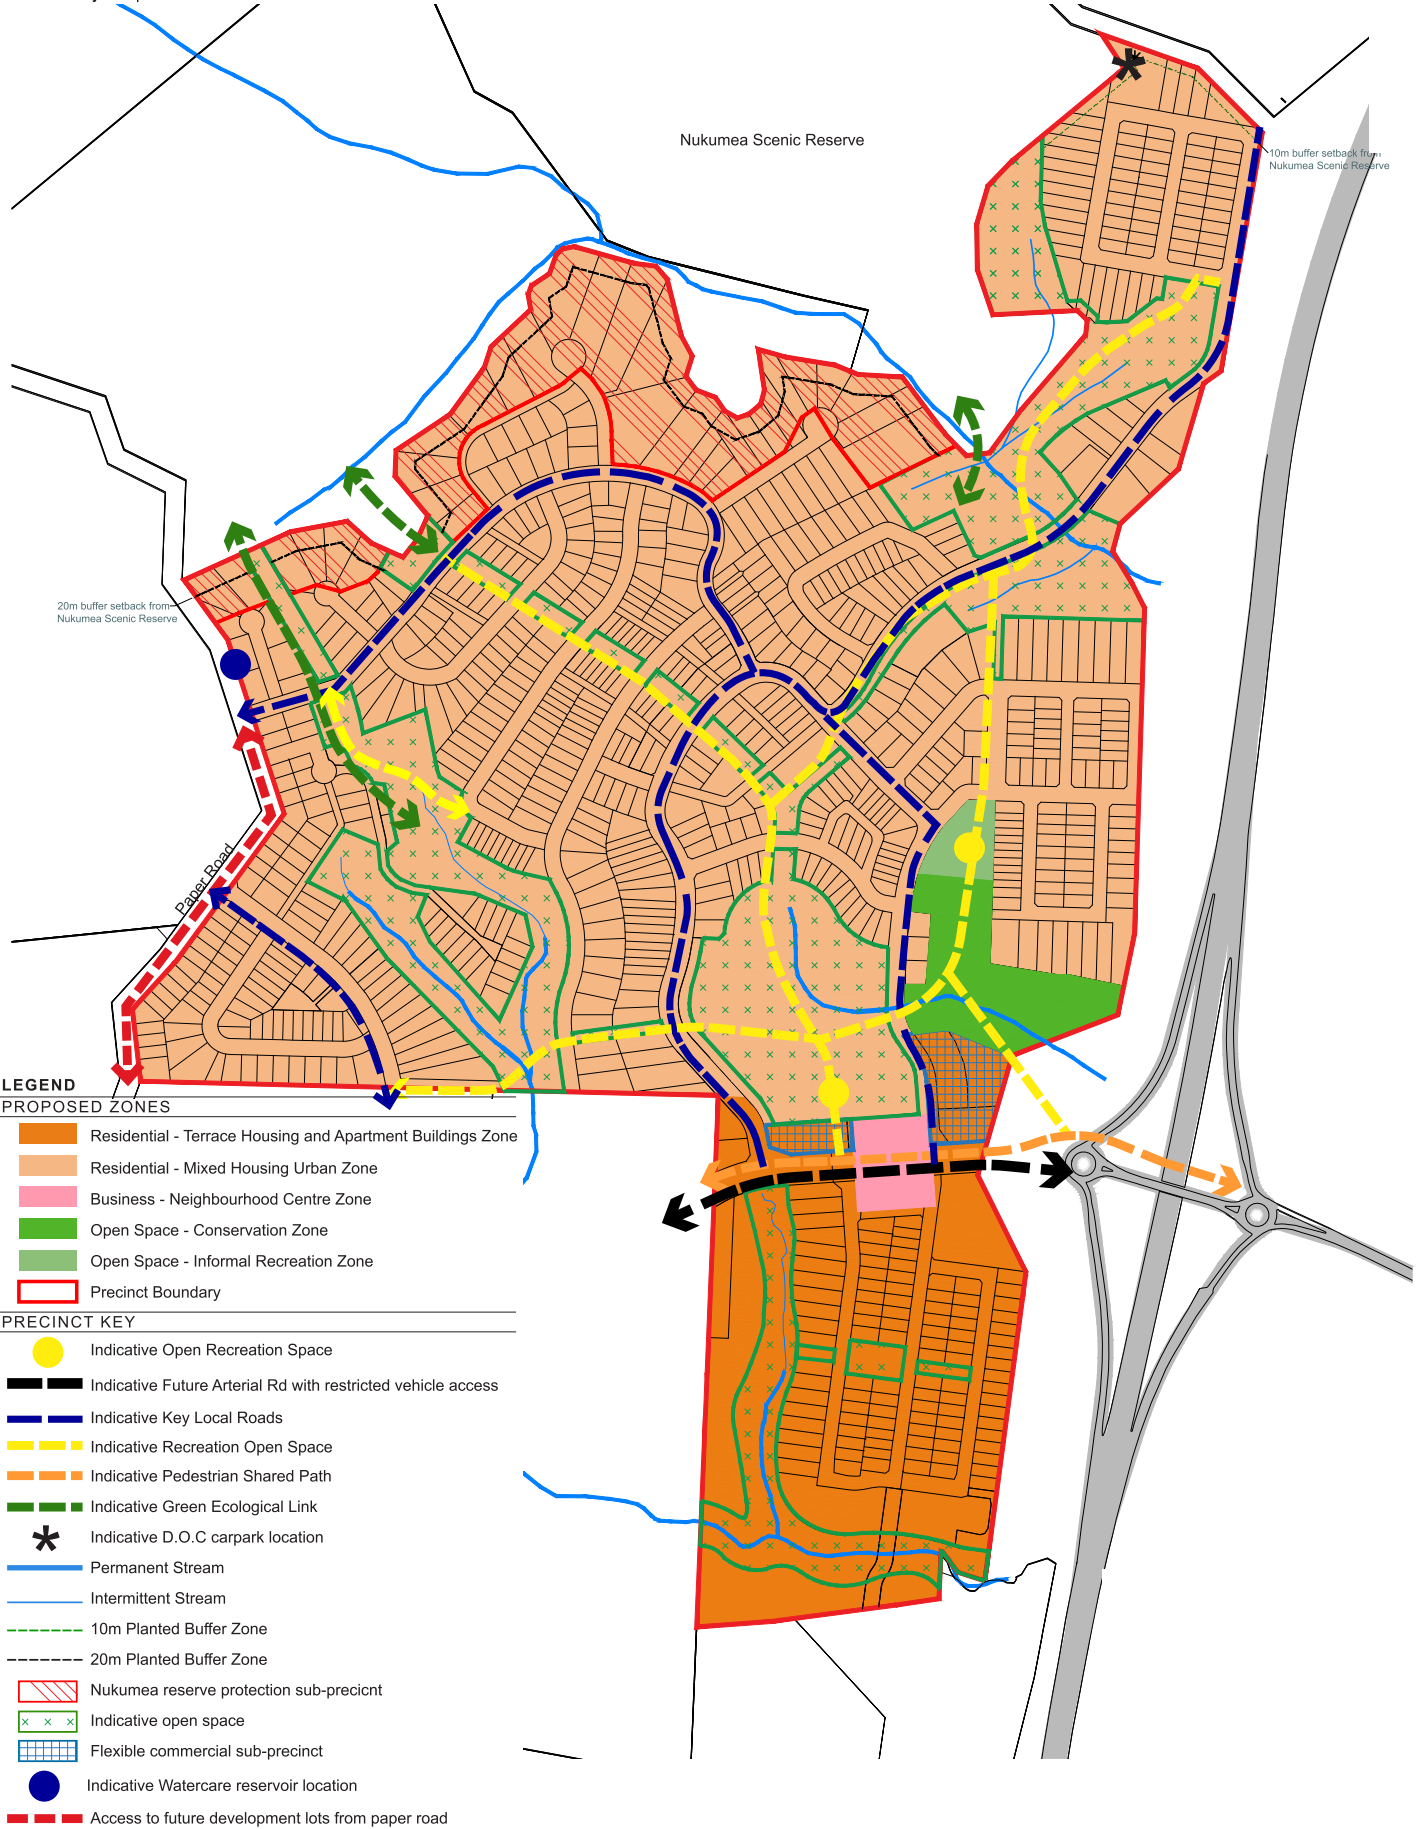 Nukumea Scenic Reserve
10m buffer setback from
Nukumea Scenic Reserve
20m buffer setback from
Nukumea Scenic Reserve
Paper Road
LEGEND
PROPOSED ZONES
Residential - Terrace Housing and Apartment Buildings Zone
Residential - Mixed Housing Urban Zone
Business - Neighbourhood Centre Zone
Open Space - Conservation Zone
Open Space - Informal Recreation Zone
Precinct Boundary
PRECINCT KEY
Indicative Open Recreation Space
Indicative Future Arterial Rd with restricted vehicle access
Indicative Key Local Roads
Indicative Recreation Open Space
Indicative Pedestrian Shared Path
Indicative Green Ecological Link
Indicative D.O.C carpark location
Permanent Stream
Intermittent Stream
10m Planted Buffer Zone
20m Planted Buffer Zone
Nukumea reserve protection sub-precicnt
Indicative open space
Flexible commercial sub-precinct
Indicative Watercare reservoir location
Access to future development lots from paper road